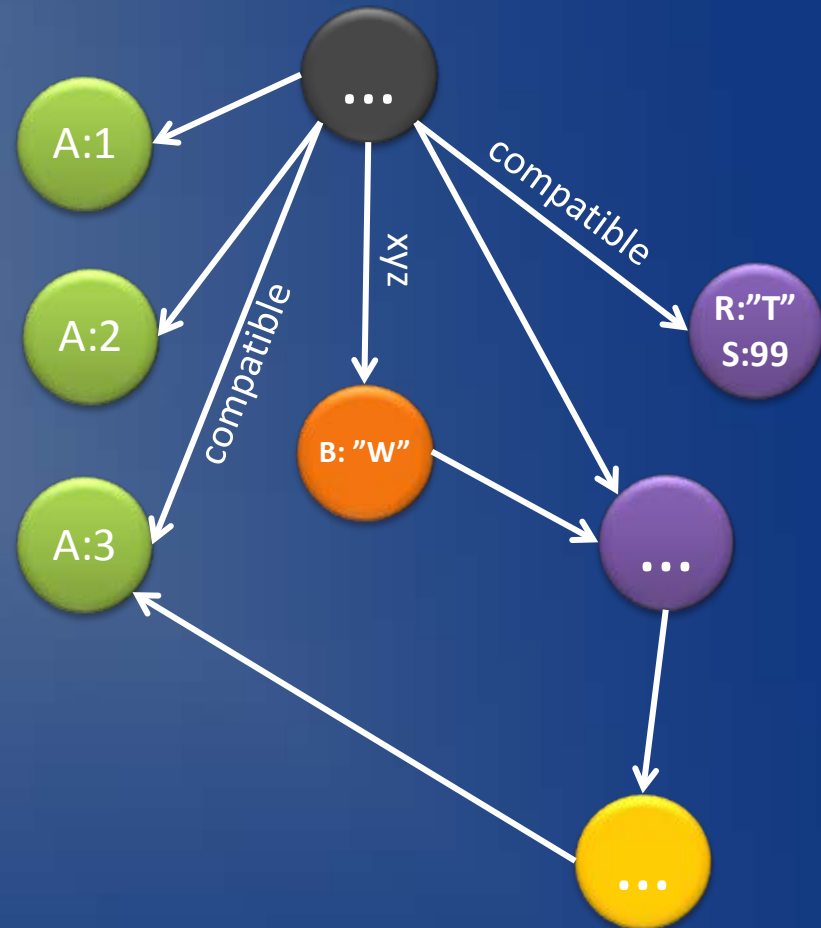 ...
A:1
compatible
xyz
R:”T”
S:99
A:2
compatible
B: ”W”
A:3
...
...